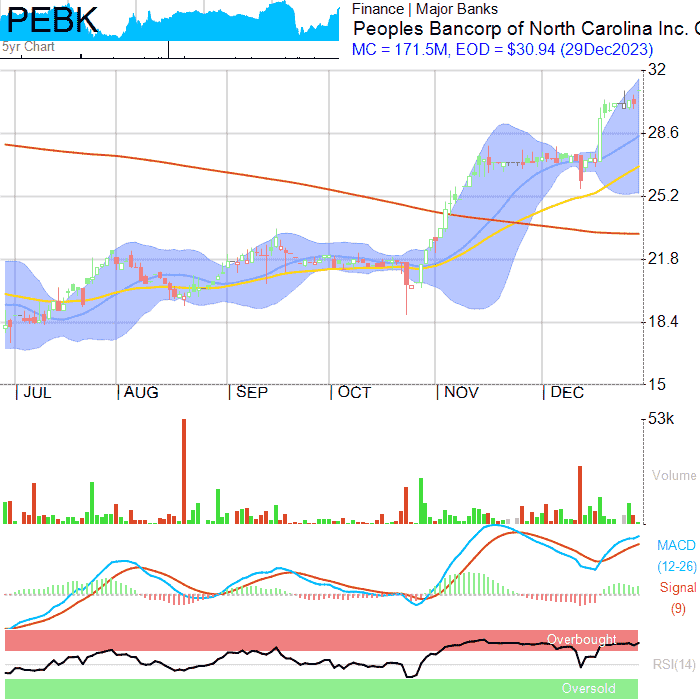 PEBK
5yr Chart
Finance | Major Banks
Peoples Bancorp of North Carolina Inc. C
MC = 171.5M, EOD = $30.94 (29Dec2023)
32
28.6
25.2
21.8
18.4
15
JUL AUG SEP OCT NOV DEC
53k
Volume
MACD
(12-26)
Signal
(9)
Overbought
RSI(14)
Oversold